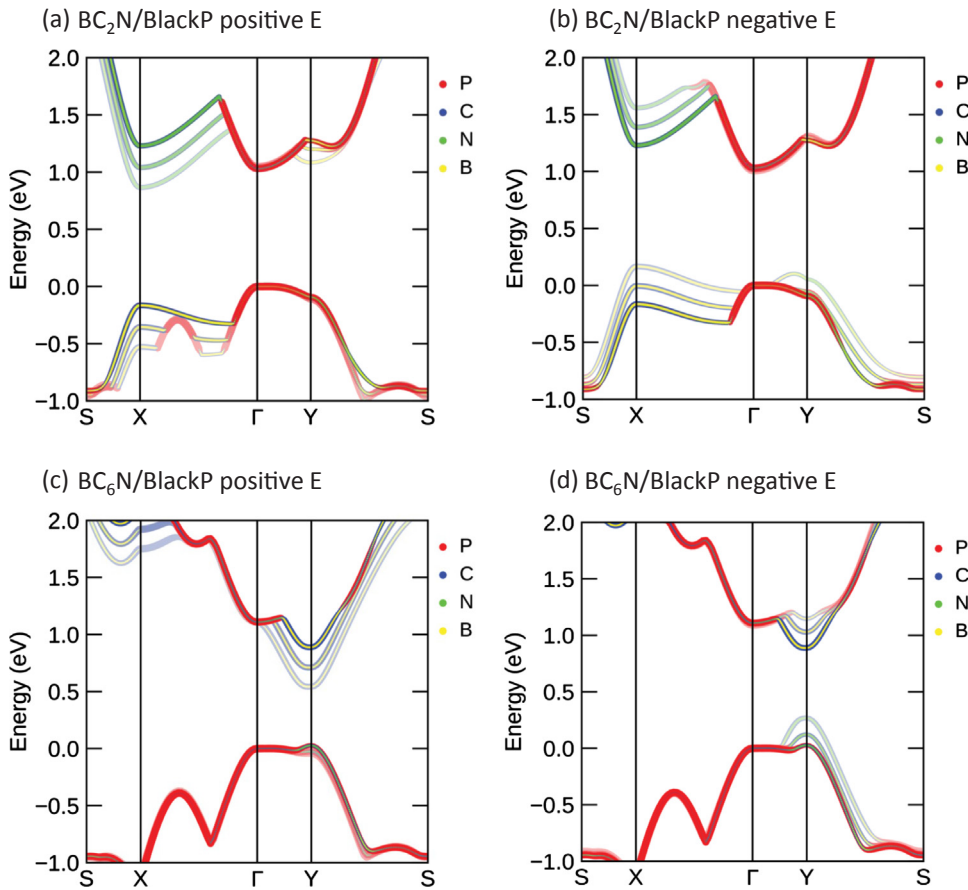 (a) BC₂N/BlackP positive E
(b) BC₂N/BlackP negative E
2.0
1.5
1.0
0.5
0.0
−0.5
−1.0
Energy (eV)
S X Γ Y S
P
C
N
B
2.0
1.5
1.0
0.5
0.0
−0.5
−1.0
Energy (eV)
S X Γ Y S
P
C
N
B
(c) BC₆N/BlackP positive E
(d) BC₆N/BlackP negative E
2.0
1.5
1.0
0.5
0.0
−0.5
−1.0
Energy (eV)
S X Γ Y S
P
C
N
B
2.0
1.5
1.0
0.5
0.0
−0.5
−1.0
Energy (eV)
S X Γ Y S
P
C
N
B